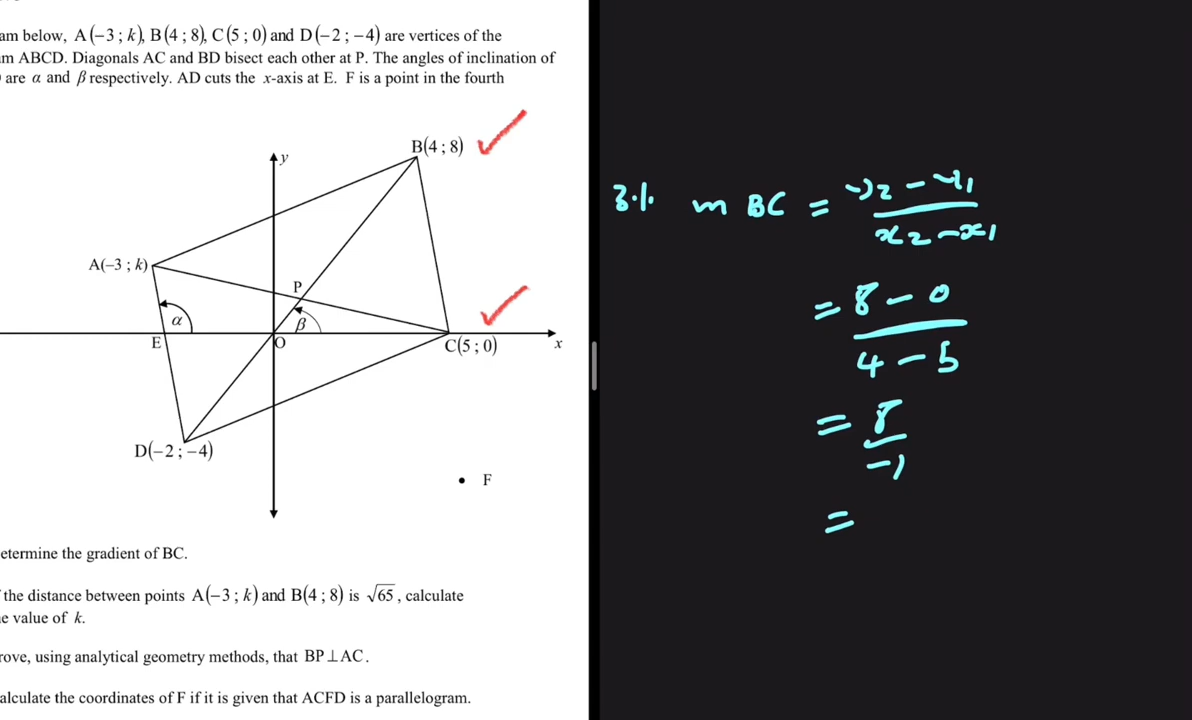 am below, A(−3 ; k), B(4 ; 8), C(5 ; 0) and D(−2 ; −4) are vertices of the
m ABCD. Diagonals AC and BD bisect each other at P. The angles of inclination of
are α and β respectively. AD cuts the x-axis at E. F is a point in the fourth
B(4 ; 8)
y
A(−3 ; k)
P
α
β
E
O
C(5 ; 0)
x
D(−2 ; −4)
F
etermine the gradient of BC.
the distance between points A(−3 ; k) and B(4 ; 8) is √65, calculate
e value of k.
rove, using analytical geometry methods, that BP⊥AC.
alculate the coordinates of F if it is given that ACFD is a parallelogram.
3.1. m BC = y2 − y1
x2 − x1
= 8 − 0
4 − 5
= 8
−1
=